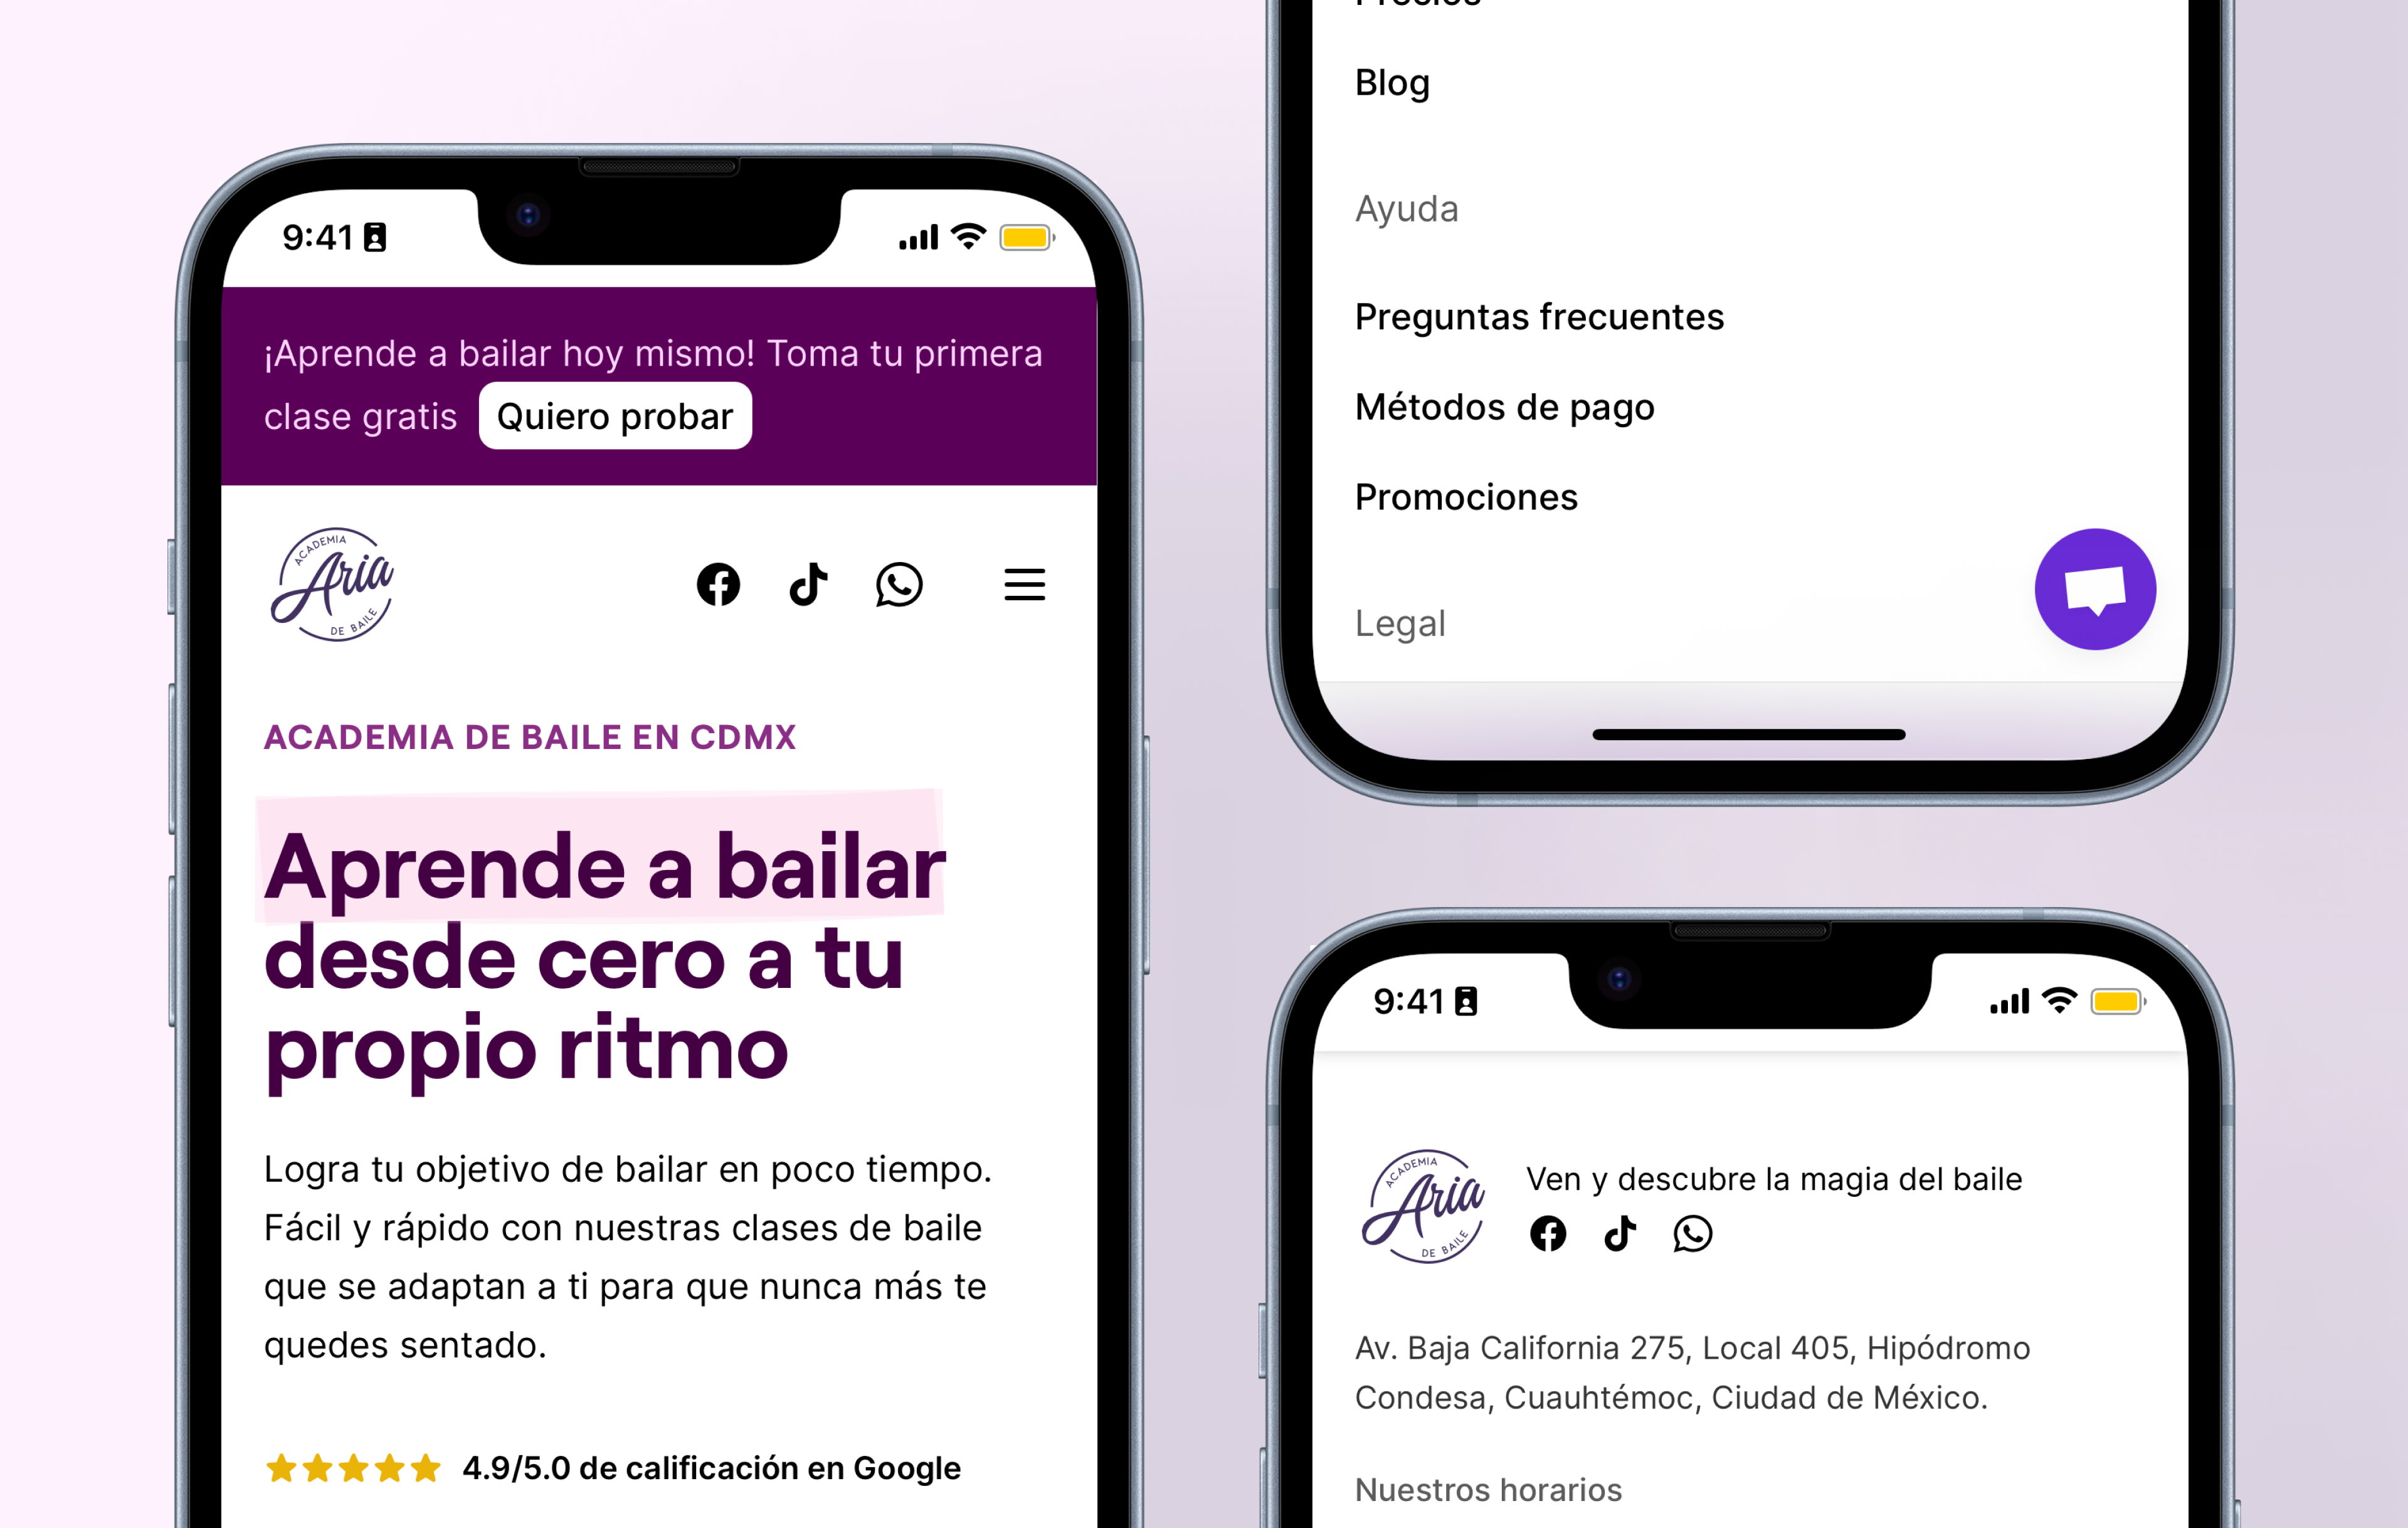 9:41
¡Aprende a bailar hoy mismo! Toma tu primera
clase gratis Quiero probar
ACADEMIA
Aria
DE BAILE
ACADEMIA DE BAILE EN CDMX
Aprende a bailar
desde cero a tu
propio ritmo
Logra tu objetivo de bailar en poco tiempo.
Fácil y rápido con nuestras clases de baile
que se adaptan a ti para que nunca más te
quedes sentado.
4.9/5.0 de calificación en Google
Precios
Blog
Ayuda
Preguntas frecuentes
Métodos de pago
Promociones
Legal
9:41
ACADEMIA
Aria
DE BAILE
Ven y descubre la magia del baile
Av. Baja California 275, Local 405, Hipódromo
Condesa, Cuauhtémoc, Ciudad de México.
Nuestros horarios